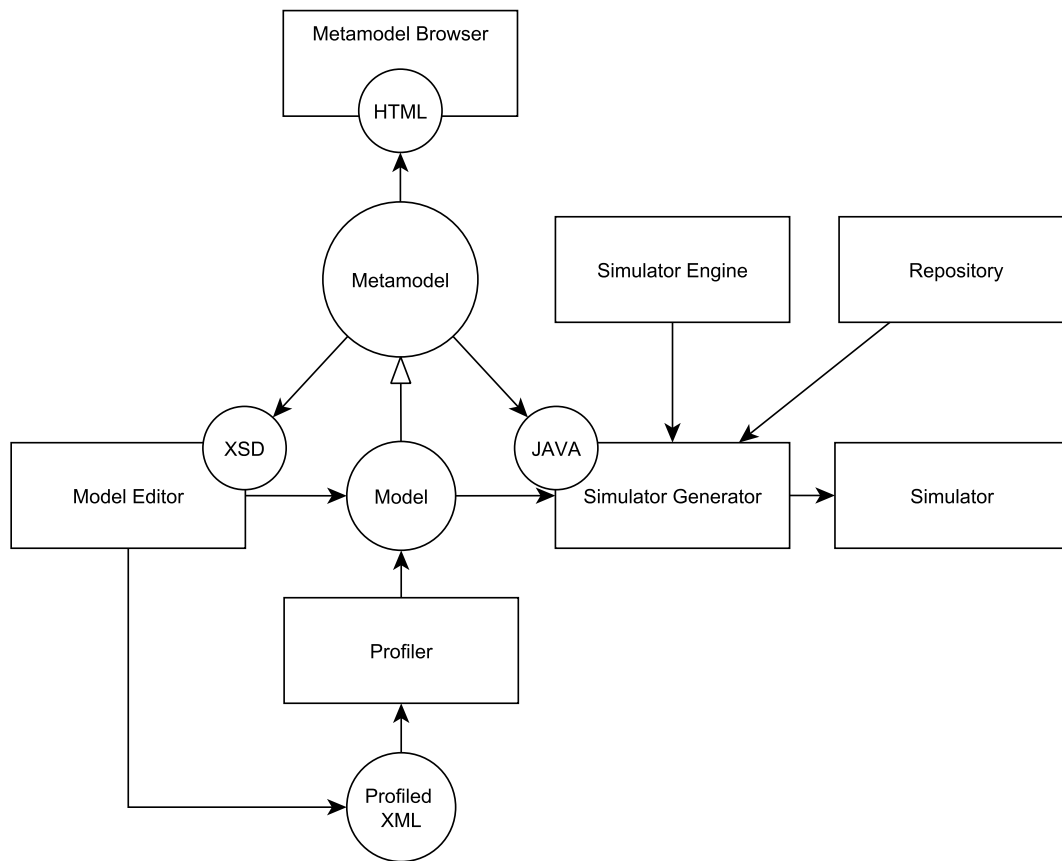 Metamodel Browser
HTML
Metamodel
Simulator Engine
Repository
XSD
JAVA
Model Editor
Model
Simulator Generator
Simulator
Profiler
Profiled
XML